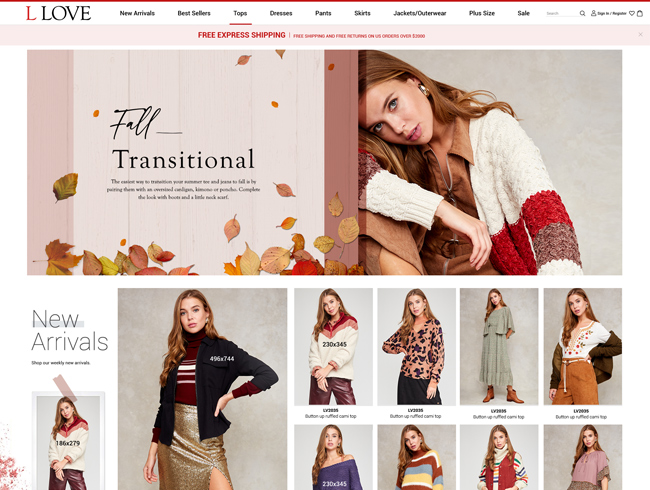 L LOVE
New Arrivals
Best Sellers
Tops
Dresses
Pants
Skirts
Jackets/Outerwear
Plus Size
Sale
Search
Sign In / Register
FREE EXPRESS SHIPPING | FREE SHIPPING AND FREE RETURNS ON US ORDERS OVER $2000
Fall
Transitional
The easiest way to transition your summer tee and jeans to fall is by
pairing them with an oversized cardigan, kimono or poncho. Complete
the look with boots and a little neck scarf.
New
Arrivals
Shop our weekly new arrivals.
186x279
496x744
230x345
LV2035
Button up ruffled cami top
LV2035
Button up ruffled cami top
LV2035
Button up ruffled cami top
LV2035
Button up ruffled cami top
230x345